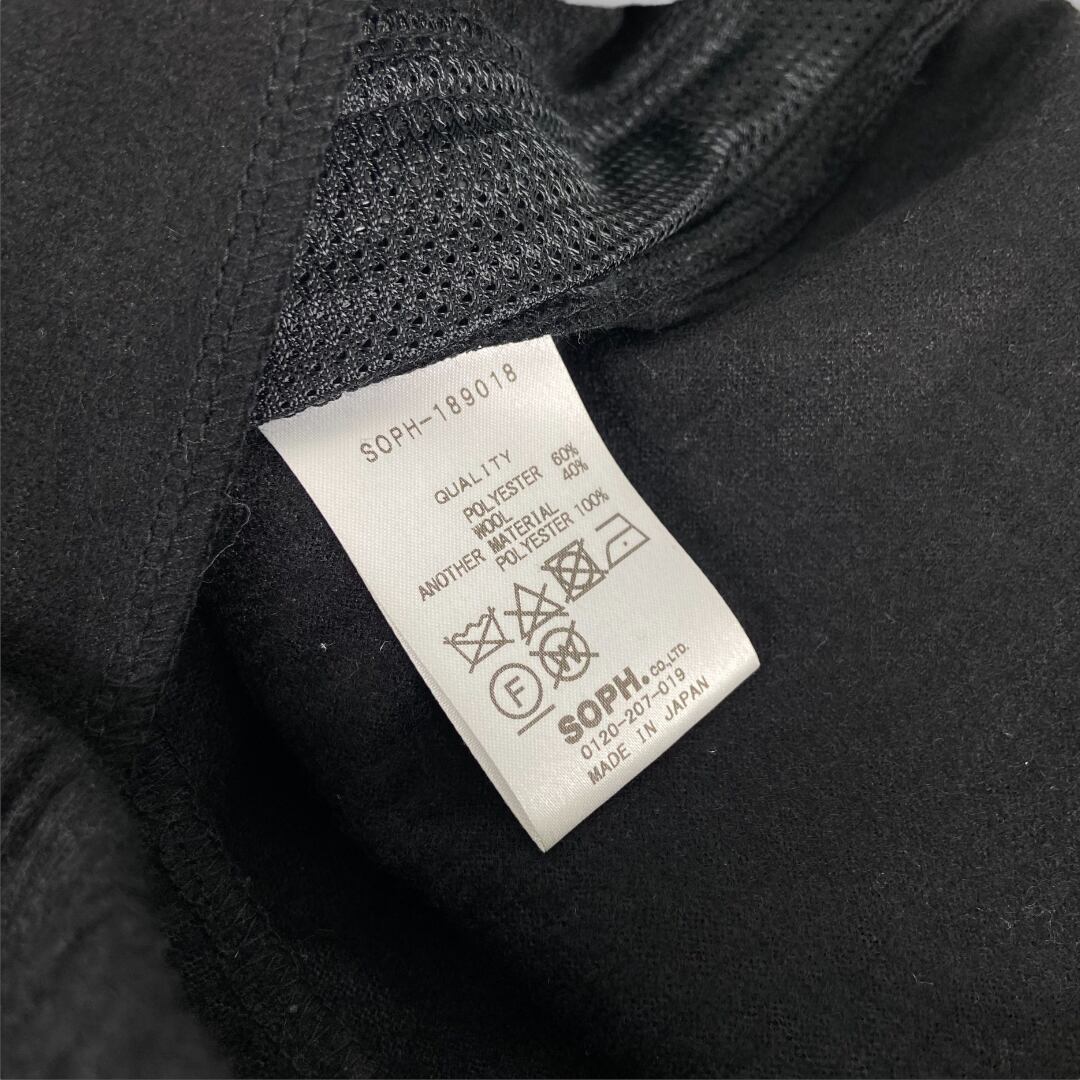 SOPH-189018
QUALITY
POLYESTER 60%
WOOL 40%
ANOTHER MATERIAL
POLYESTER 100%
F W
SOPH. CO.,LTD.
0120-207-019
MADE IN JAPAN